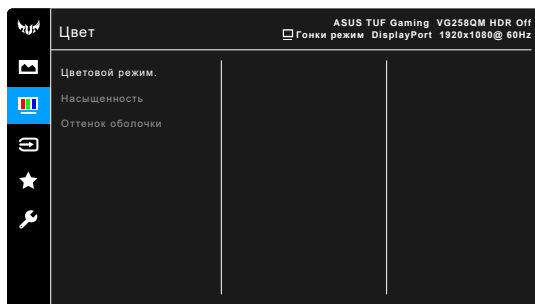 Цвет
ASUS TUF Gaming VG258QM HDR Off
Гонки режим DisplayPort 1920x1080@ 60Hz
Цветовой режим.
Насыщенность
Оттенок оболочки